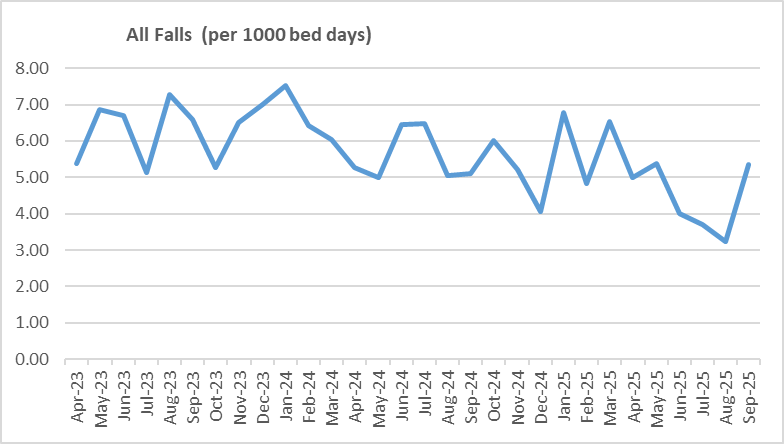 All Falls  (per 1000 bed days)
8.00
7.00
6.00
5.00
4.00
3.00
2.00
1.00
0.00
Apr-23
May-23
Jun-23
Jul-23
Aug-23
Sep-23
Oct-23
Nov-23
Dec-23
Jan-24
Feb-24
Mar-24
Apr-24
May-24
Jun-24
Jul-24
Aug-24
Sep-24
Oct-24
Nov-24
Dec-24
Jan-25
Feb-25
Mar-25
Apr-25
May-25
Jun-25
Jul-25
Aug-25
Sep-25